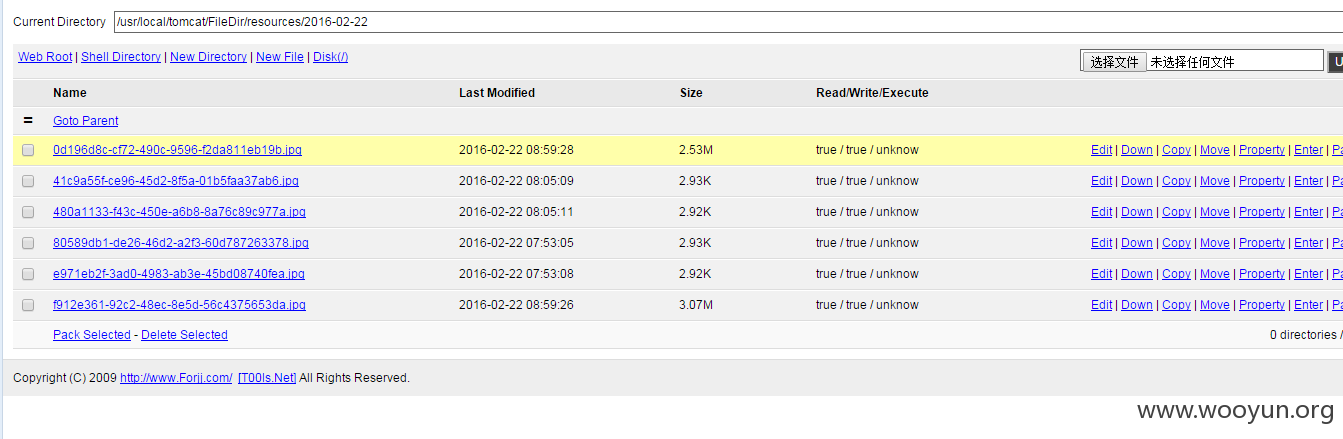 Current Directory /usr/local/tomcat/FileDir/resources/2016-02-22
Web Root | Shell Directory | New Directory | New File | Disk(/) 选择文件 未选择任何文件 U
Name Last Modified Size Read/Write/Execute
= Goto Parent
0d196d8c-cf72-490c-9596-f2da811eb19b.jpg 2016-02-22 08:59:28 2.53M true / true / unknow Edit | Down | Copy | Move | Property | Enter | Pa
41c9a55f-ce96-45d2-8f5a-01b5faa37ab6.jpg 2016-02-22 08:05:09 2.93K true / true / unknow Edit | Down | Copy | Move | Property | Enter | Pa
480a1133-f43c-450e-a6b8-8a76c89c977a.jpg 2016-02-22 08:05:11 2.92K true / true / unknow Edit | Down | Copy | Move | Property | Enter | Pa
80589db1-de26-46d2-a2f3-60d787263378.jpg 2016-02-22 07:53:05 2.93K true / true / unknow Edit | Down | Copy | Move | Property | Enter | Pa
e971eb2f-3ad0-4983-ab3e-45bd08740fea.jpg 2016-02-22 07:53:08 2.92K true / true / unknow Edit | Down | Copy | Move | Property | Enter | Pa
f912e361-92c2-48ec-8e5d-56c4375653da.jpg 2016-02-22 08:59:26 3.07M true / true / unknow Edit | Down | Copy | Move | Property | Enter | Pa
Pack Selected - Delete Selected 0 directories /
Copyright (C) 2009 http://www.Forjj.com/ [T00ls.Net] All Rights Reserved.
www.wooyun.org